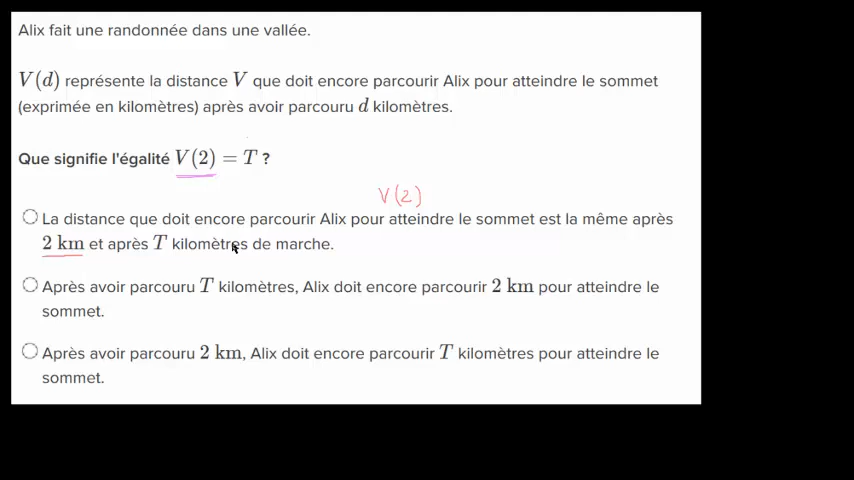 Alix fait une randonnée dans une vallée.
V(d) représente la distance V que doit encore parcourir Alix pour atteindre le sommet
(exprimée en kilomètres) après avoir parcouru d kilomètres.
Que signifie l'égalité V(2) = T ?
V(2)
La distance que doit encore parcourir Alix pour atteindre le sommet est la même après
2 km et après T kilomètres de marche.
Après avoir parcouru T kilomètres, Alix doit encore parcourir 2 km pour atteindre le
sommet.
Après avoir parcouru 2 km, Alix doit encore parcourir T kilomètres pour atteindre le
sommet.